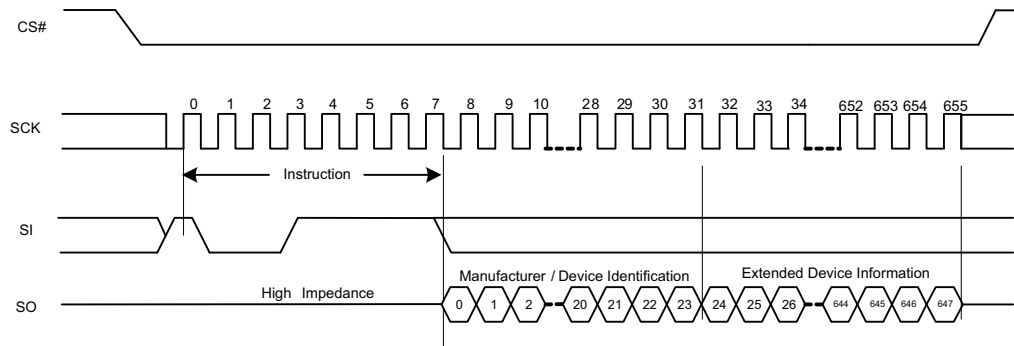 CS#
0 1 2 3 4 5 6 7 8 9 10 28 29 30 31 32 33 34 652 653 654 655
SCK
Instruction
SI
Manufacturer / Device Identification Extended Device Information
High Impedance
SO
0 1 2 20 21 22 23 24 25 26 644 645 646 647